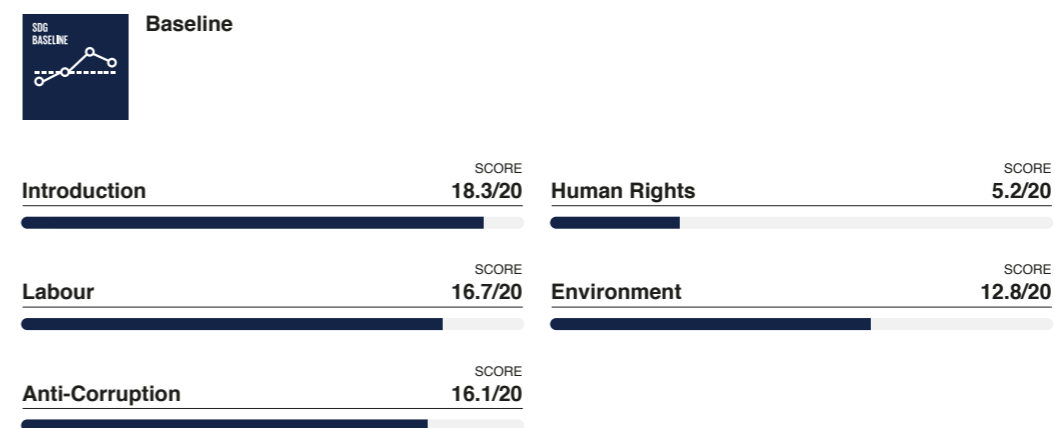 SDG
BASELINE
Baseline
SCORE
Introduction 18.3/20
SCORE
Human Rights 5.2/20
SCORE
Labour 16.7/20
SCORE
Environment 12.8/20
SCORE
Anti-Corruption 16.1/20